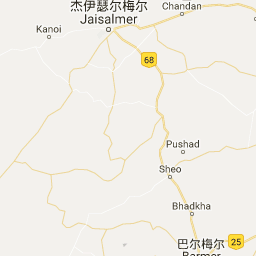 杰伊瑟尔梅尔
Jaisalmer
Chandan
Kanoi
68
Pushad
Sheo
Bhadkha
巴尔梅尔
Barmer
25